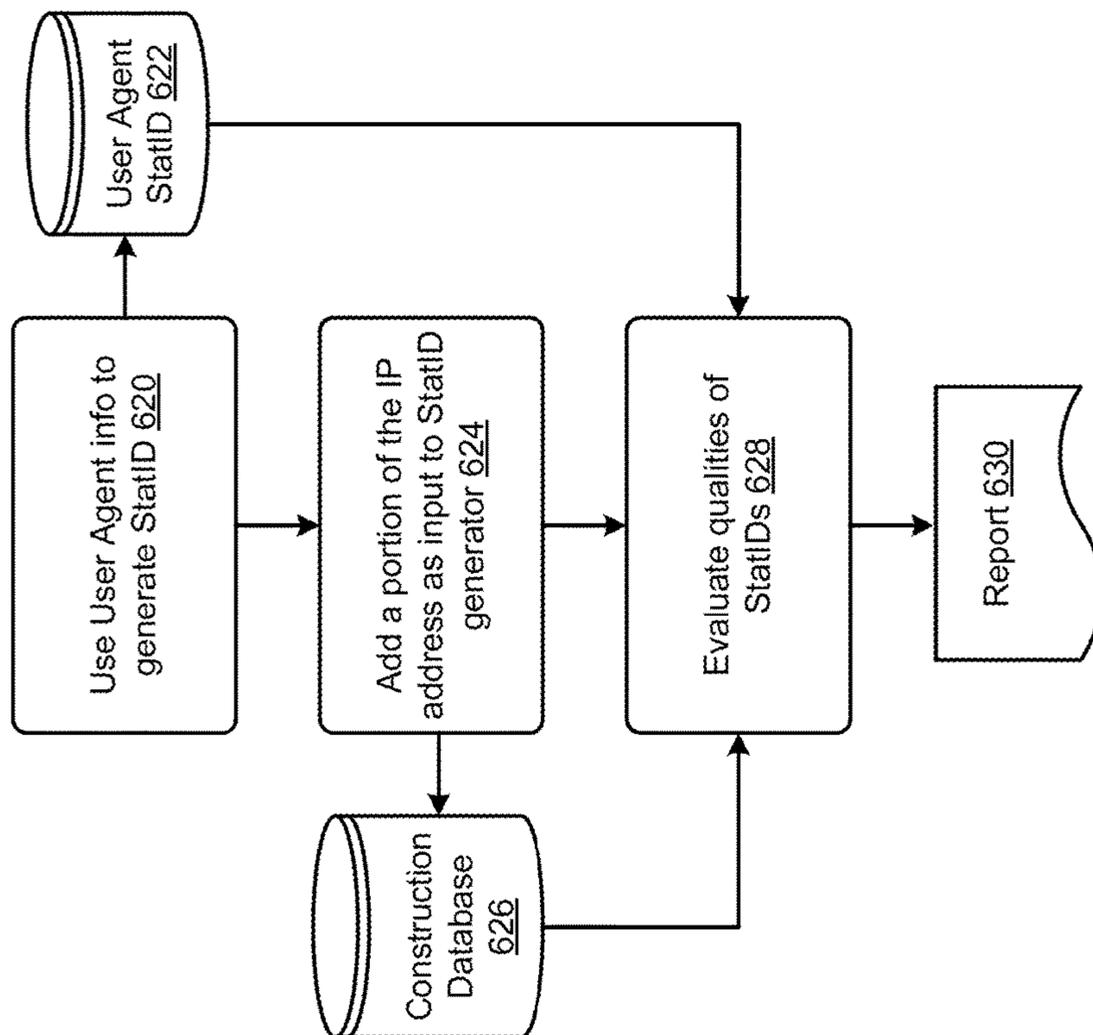 Use User Agent info to
generate StatID 620
User Agent
StatID 622
Add a portion of the IP
address as input to StatID
generator 624
Construction
Database
626
Evaluate qualities of
StatIDs 628
Report 630